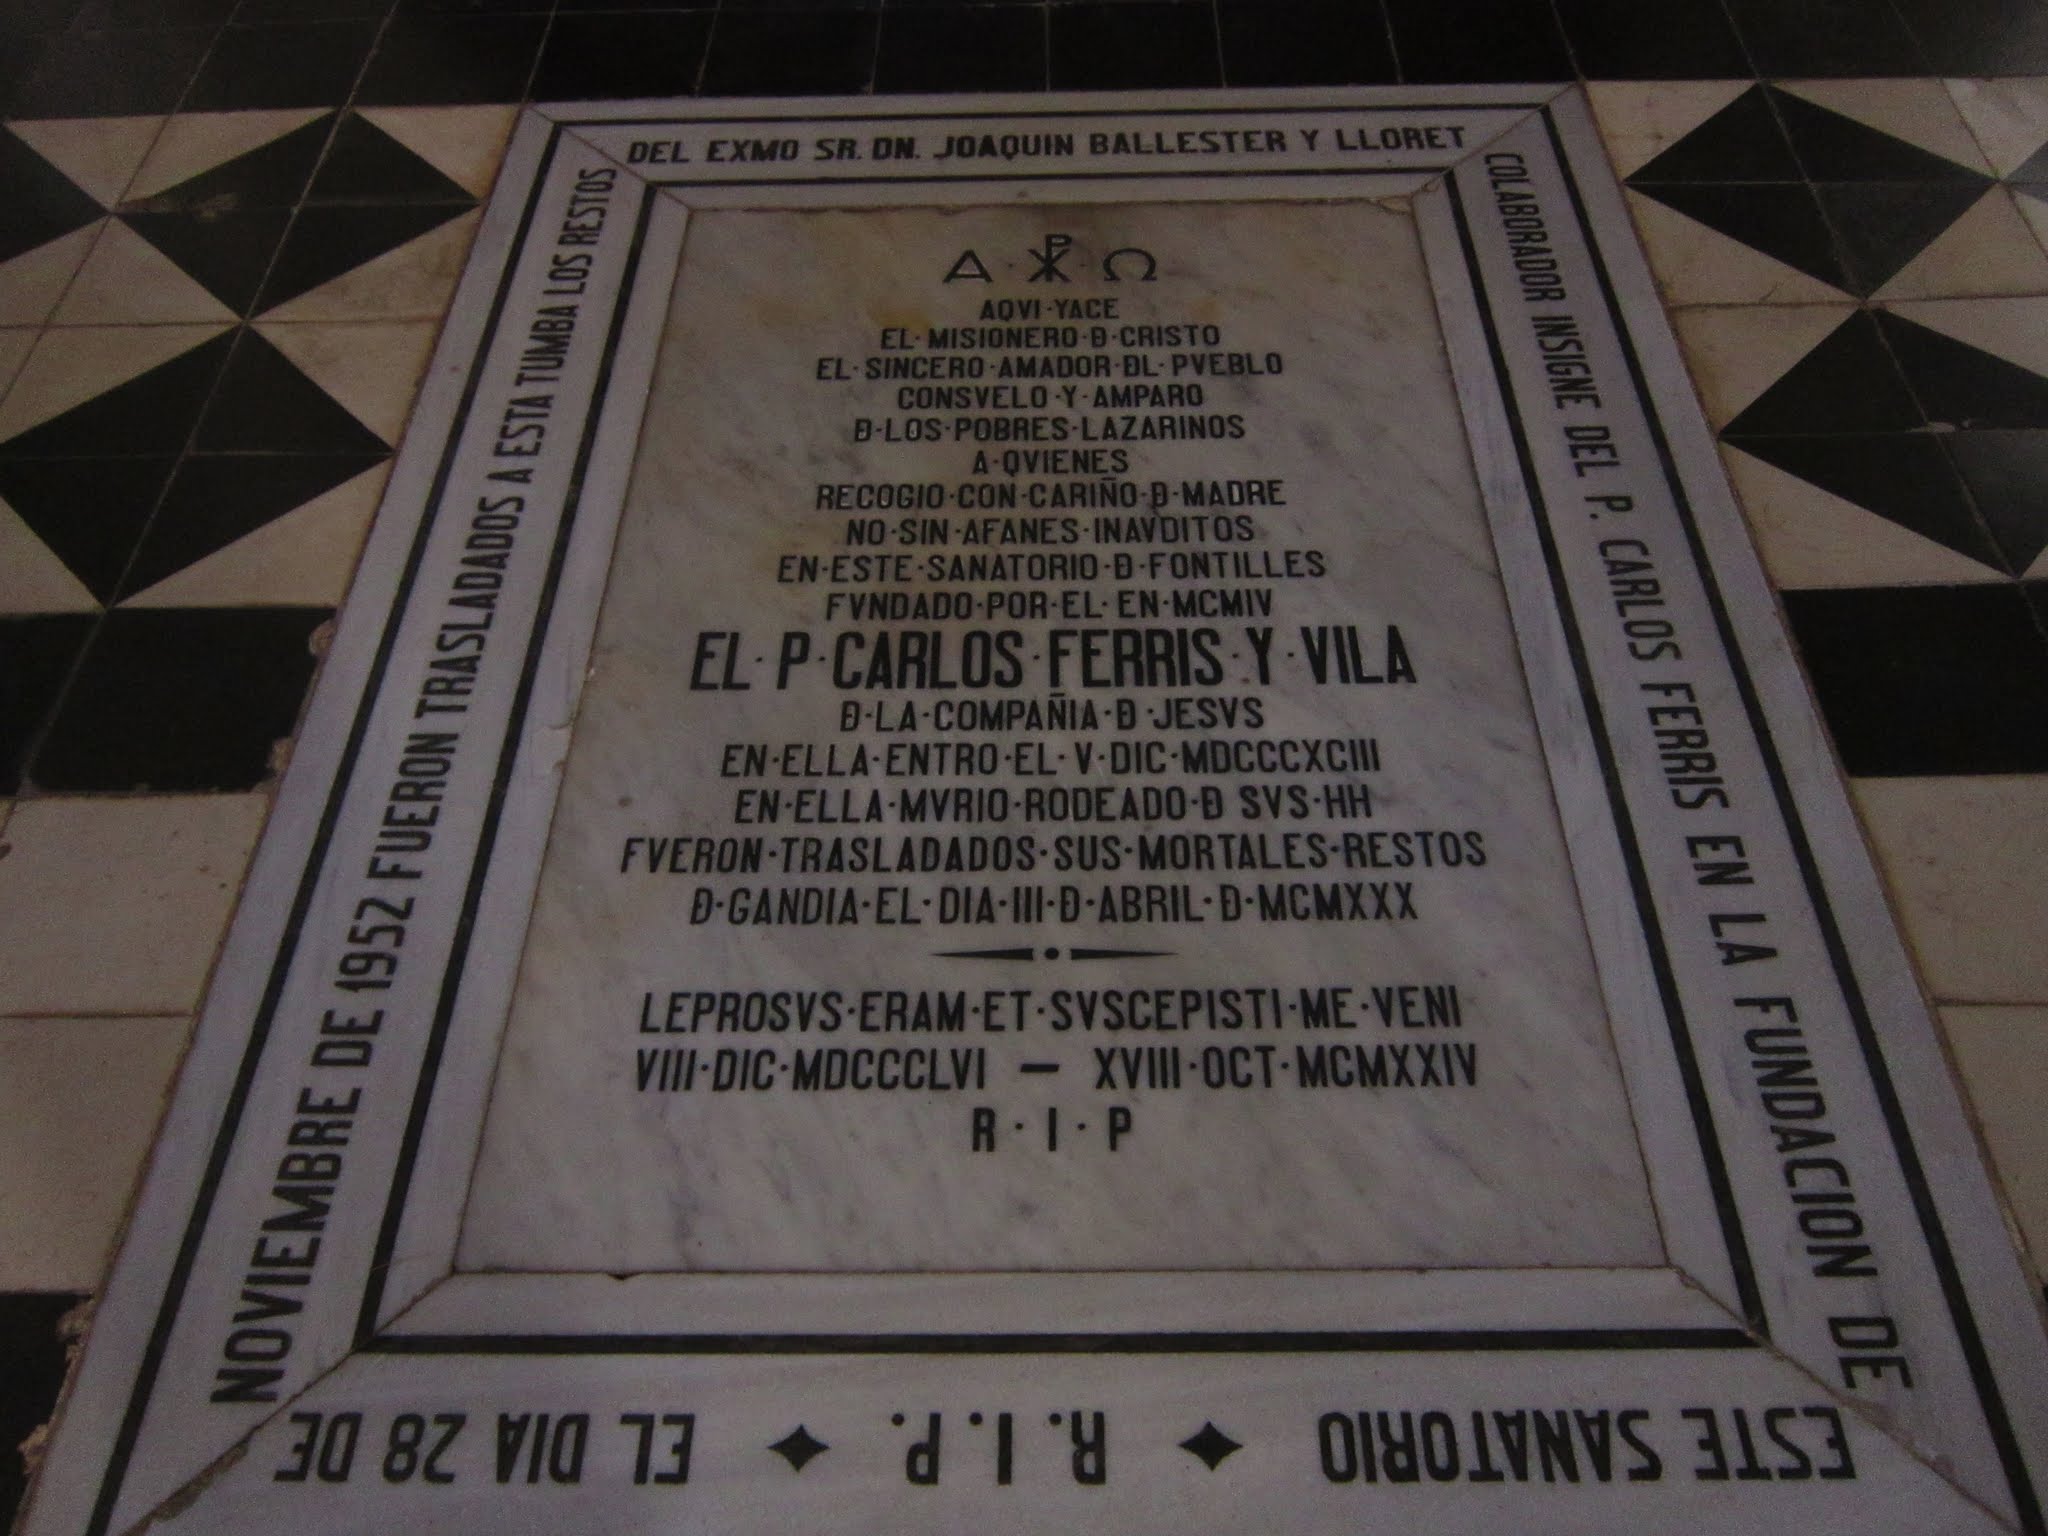 Α · ☧ · Ω
AQVI · YACE
EL · MISIONERO · Đ · CRISTO
EL · SINCERO · AMADOR · ĐL · PVEBLO
CONSVELO · Y · AMPARO
Đ · LOS · POBRES · LAZARINOS
A · QVIENES
RECOGIO · CON · CARIÑO · Đ · MADRE
NO · SIN · AFANES · INAVDITOS
EN · ESTE · SANATORIO · Đ · FONTILLES
FVNDADO · POR · EL · EN · MCMIV
EL · P · CARLOS · FERRIS · Y · VILA
Đ · LA · COMPAÑIA · Đ · JESVS
EN · ELLA · ENTRO · EL · V · DIC · MDCCCXCIII
EN · ELLA · MVRIO · RODEADO · Đ SVS · HH
FVERON · TRASLADADOS · SUS · MORTALES · RESTOS
Đ · GANDIA · EL · DIA · III · Đ · ABRIL · Đ · MCMXXX
LEPROSVS · ERAM · ET · SVSCEPISTI · ME · VENI
VIII · DIC · MDCCCLVI — XVIII · OCT · MCMXXIV
R · I · P
EL DIA 28 DE
NOVIEMBRE DE 1952 FUERON TRASLADADOS A ESTA TUMBA LOS RESTOS
DEL EXMO SR. DN. JOAQUIN BALLESTER Y LLORET
COLABORADOR INSIGNE DEL P. CARLOS FERRIS EN LA FUNDACION DE
ESTE SANATORIO ✦ R. I. P. ✦